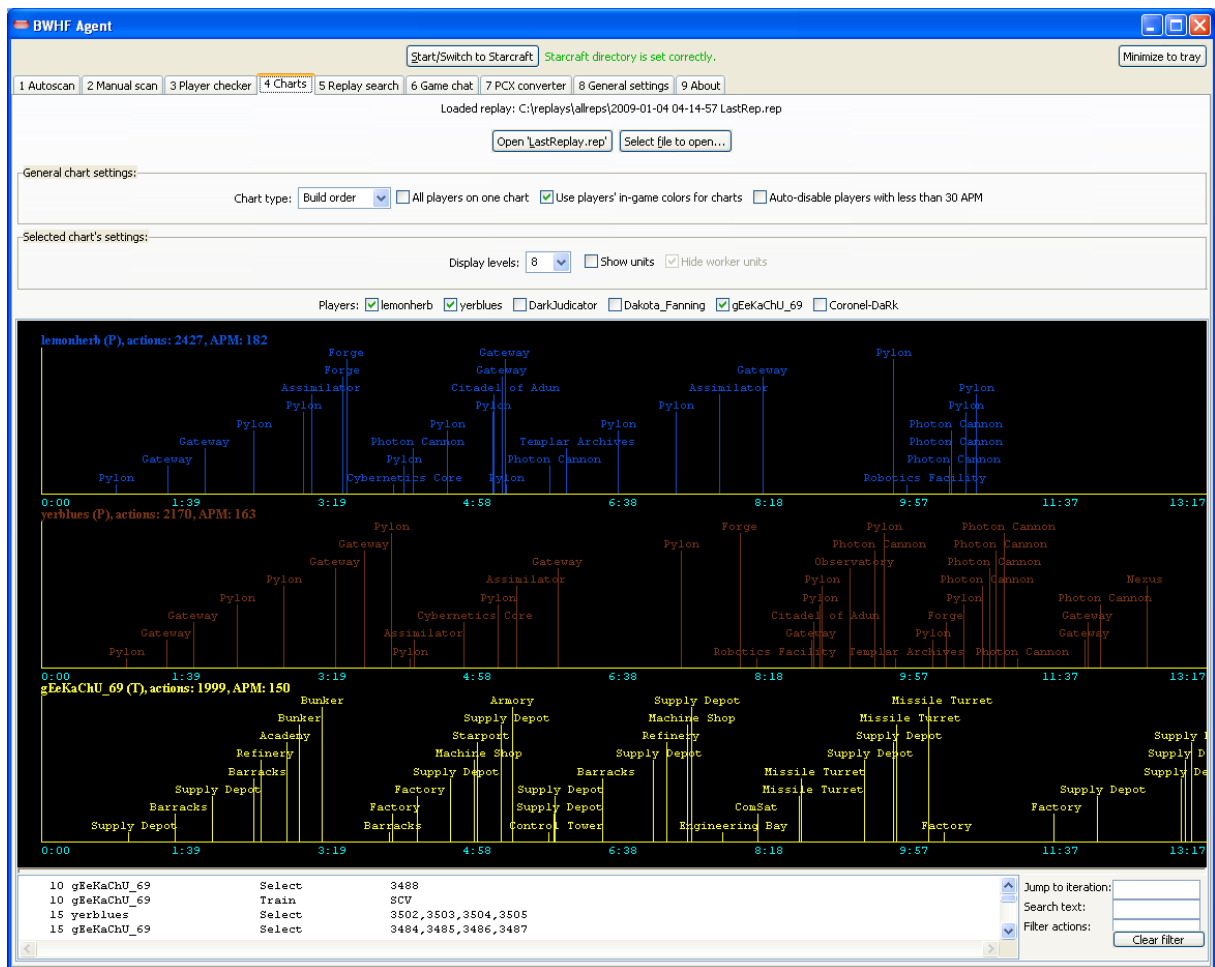 BWHF Agent
Start/Switch to Starcraft Starcraft directory is set correctly. Minimize to tray
1 Autoscan 2 Manual scan 3 Player checker 4 Charts 5 Replay search 6 Game chat 7 PCX converter 8 General settings 9 About
Loaded replay: C:\replays\allreps\2009-01-04 04-14-57 LastRep.rep
Open 'LastReplay.rep' Select file to open...
General chart settings:
Chart type: Build order All players on one chart Use players' in-game colors for charts Auto-disable players with less than 30 APM
Selected chart's settings:
Display levels: 8 Show units Hide worker units
Players: lemonherb yerblues DarkJudicator Dakota_Fanning gEeKaChU_69 Coronel-DaRk
lemonherb (P), actions: 2427, APM: 182
Forge Gateway Pylon
Forge Gateway Gateway
Assimilator Citadel of Adun Assimilator Pylon
Pylon Pylon Pylon Pylon
Pylon Pylon Pylon Photon Cannon
Gateway Photon Cannon Templar Archives Photon Cannon
Gateway Pylon Photon Cannon Photon Cannon
Pylon Cybernetics Core Pylon Robotics Facility
0:00 1:39 3:19 4:58 6:38 8:18 9:57 11:37 13:17
yerblues (P), actions: 2170, APM: 163
Pylon Forge Pylon Photon Cannon
Gateway Pylon Photon Cannon Photon Cannon
Gateway Gateway Observatory Photon Cannon
Pylon Assimilator Pylon Photon Cannon Nexus
Pylon Pylon Pylon Pylon Photon Cannon
Gateway Cybernetics Core Citadel of Adun Forge Gateway
Gateway Assimilator Gateway Pylon Gateway
Pylon Pylon Robotics Facility Templar Archives Photon Cannon
0:00 1:39 3:19 4:58 6:38 8:18 9:57 11:37 13:17
gEeKaChU_69 (T), actions: 1999, APM: 150
Bunker Armory Supply Depot Missile Turret
Bunker Supply Depot Machine Shop Missile Turret
Academy Starport Refinery Supply Depot Supply
Refinery Machine Shop Supply Depot Supply Depot Supply D
Barracks Supply Depot Barracks Missile Turret Supply De
Supply Depot Factory Supply Depot Missile Turret Supply Depot
Barracks Factory Supply Depot ComSat Factory
Supply Depot Barracks Control Tower Engineering Bay Factory
0:00 1:39 3:19 4:58 6:38 8:18 9:57 11:37 13:17
10 gEeKaChU_69 Select 3488
10 gEeKaChU_69 Train SCV
15 yerblues Select 3502,3503,3504,3505
15 gEeKaChU_69 Select 3484,3485,3486,3487
Jump to iteration:
Search text:
Filter actions:
Clear filter